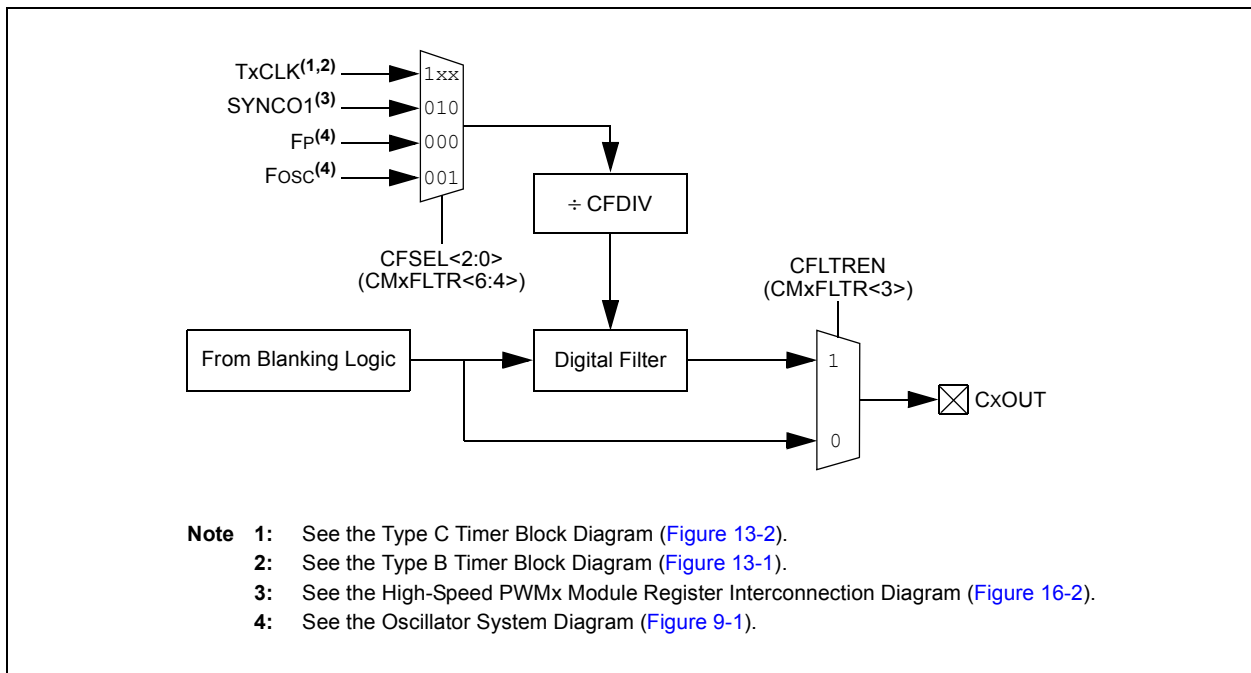 TxCLK(1,2)
SYNCO1(3)
FP(4)
FOSC(4)
1xx
010
000
001
÷ CFDIV
CFSEL<2:0>
(CMxFLTR<6:4>)
CFLTREN
(CMxFLTR<3>)
From Blanking Logic
Digital Filter
1
0
CxOUT
Note 1: See the Type C Timer Block Diagram (Figure 13-2).
2: See the Type B Timer Block Diagram (Figure 13-1).
3: See the High-Speed PWMx Module Register Interconnection Diagram (Figure 16-2).
4: See the Oscillator System Diagram (Figure 9-1).